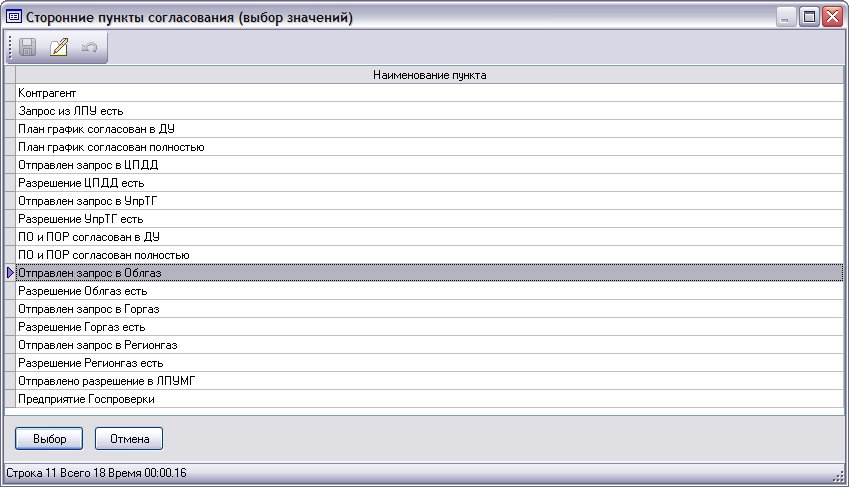 Сторонние пункты согласования (выбор значений)
Наименование пункта
Контрагент
Запрос из ЛПУ есть
План график согласован в ДУ
План график согласован полностью
Отправлен запрос в ЦПДД
Разрешение ЦПДД есть
Отправлен запрос в УпрТГ
Разрешение УпрТГ есть
ПО и ПОР согласован в ДУ
ПО и ПОР согласован полностью
Отправлен запрос в Облгаз
Разрешение Облгаз есть
Отправлен запрос в Горгаз
Разрешение Горгаз есть
Отправлен запрос в Регионгаз
Разрешение Регионгаз есть
Отправлено разрешение в ЛПУМГ
Предприятие Госпроверки
Выбор Отмена
Строка 11 Всего 18 Время 00:00.16